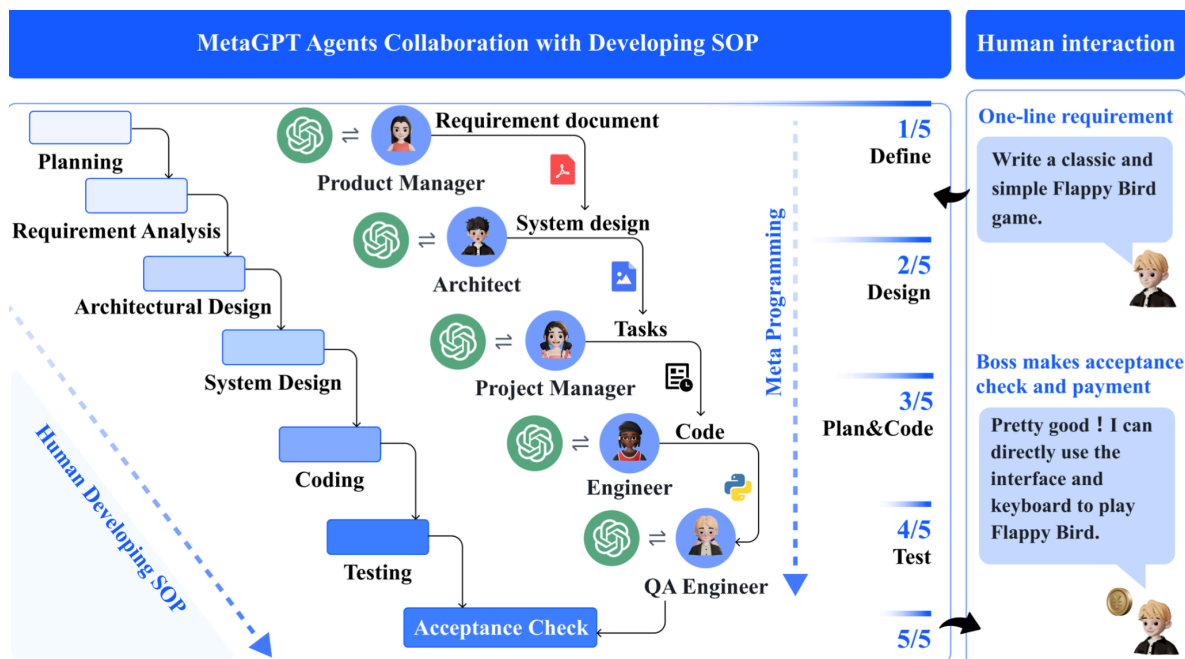 MetaGPT Agents Collaboration with Developing SOP
Human interaction
Planning
Requirement Analysis
Architectural Design
System Design
Coding
Testing
Acceptance Check
Human Developing SOP
Product Manager
Requirement document
Architect
System design
Project Manager
Tasks
Engineer
Code
QA Engineer
Meta Programming
1/5
Define
2/5
Design
3/5
Plan&Code
4/5
Test
5/5
One-line requirement
Write a classic and
simple Flappy Bird
game.
Boss makes acceptance
check and payment
Pretty good ! I can
directly use the
interface and
keyboard to play
Flappy Bird.